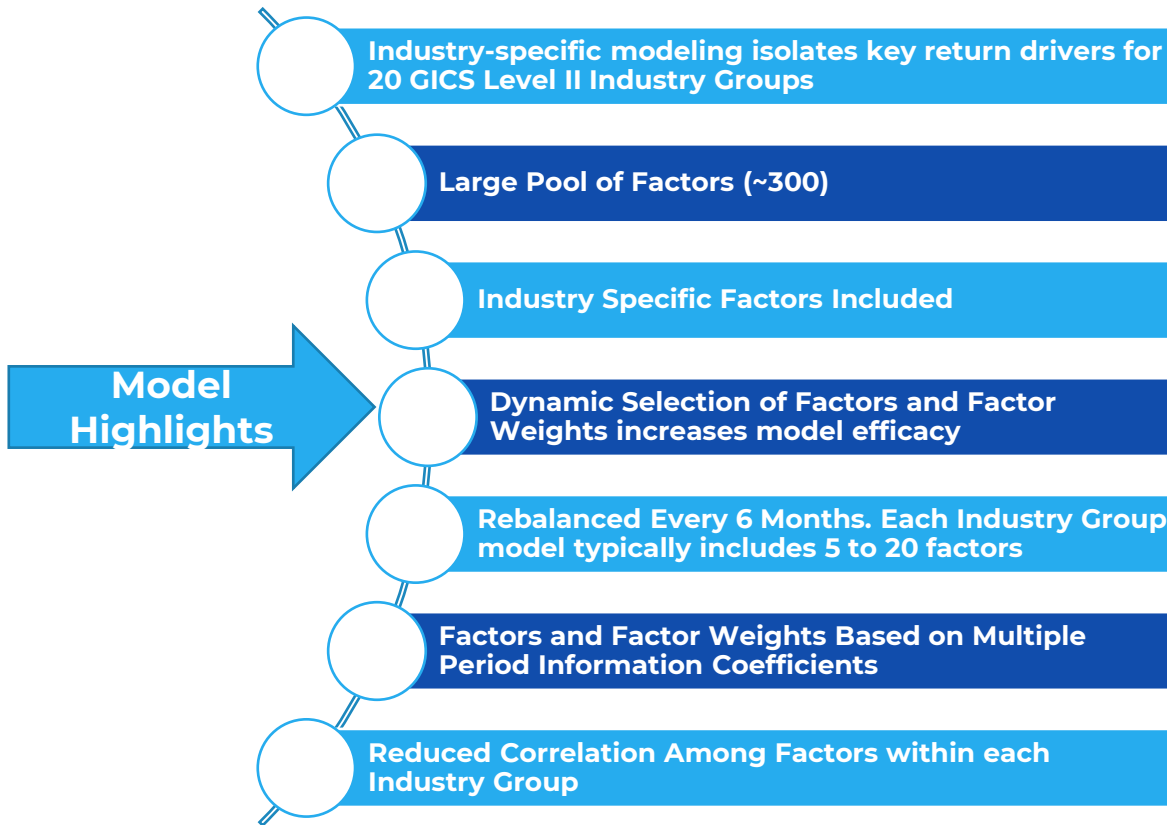 Industry-specific modeling isolates key return drivers for
20 GICS Level II Industry Groups
Large Pool of Factors (~300)
Industry Specific Factors Included
Model
Highlights
Dynamic Selection of Factors and Factor
Weights increases model efficacy
Rebalanced Every 6 Months. Each Industry Group
model typically includes 5 to 20 factors
Factors and Factor Weights Based on Multiple
Period Information Coefficients
Reduced Correlation Among Factors within each
Industry Group